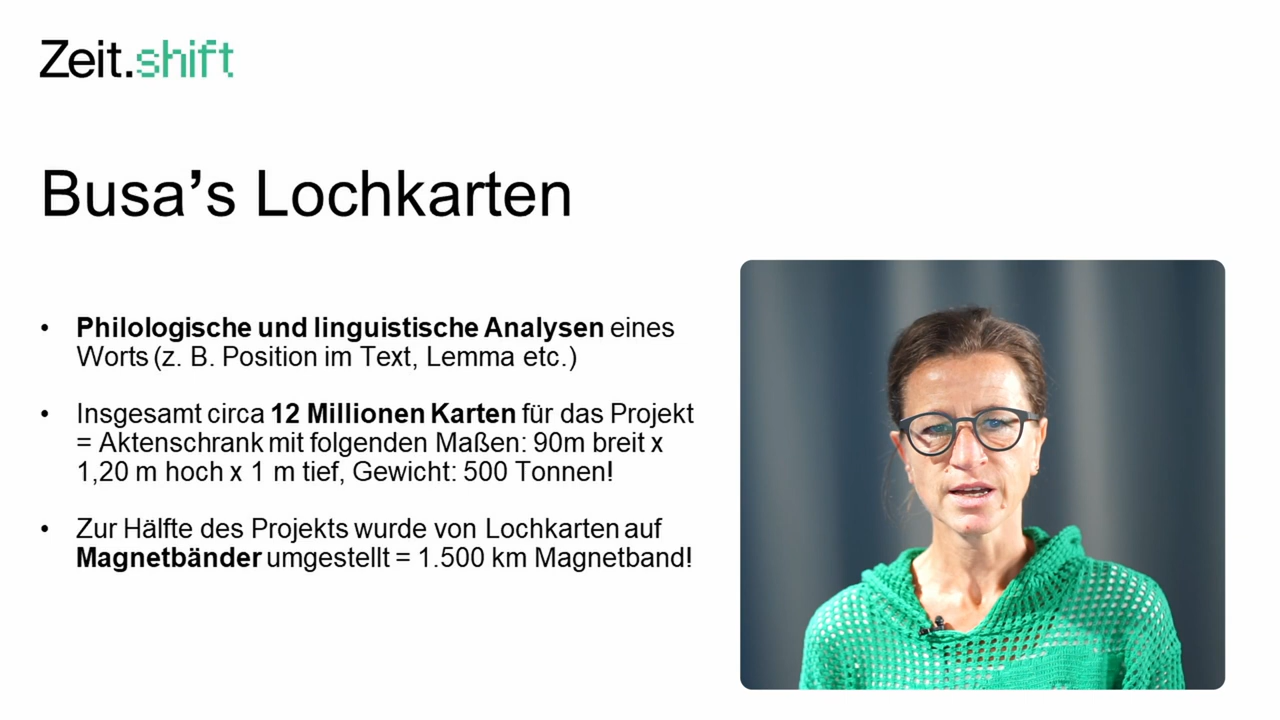 Zeit.shift
Busa’s Lochkarten
• Philologische und linguistische Analysen eines
Worts (z. B. Position im Text, Lemma etc.)
• Insgesamt circa 12 Millionen Karten für das Projekt
= Aktenschrank mit folgenden Maßen: 90m breit x
1,20 m hoch x 1 m tief, Gewicht: 500 Tonnen!
• Zur Hälfte des Projekts wurde von Lochkarten auf
Magnetbänder umgestellt = 1.500 km Magnetband!